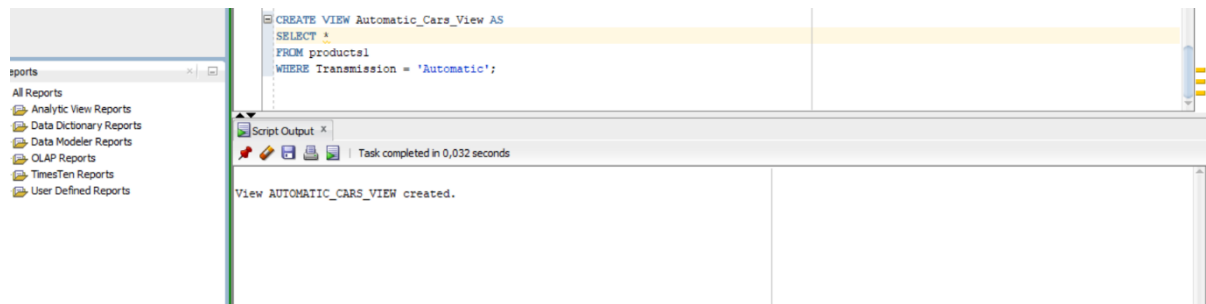 CREATE VIEW Automatic_Cars_View AS
SELECT *
FROM products1
WHERE Transmission = 'Automatic';
eports
All Reports
Analytic View Reports
Data Dictionary Reports
Data Modeler Reports
OLAP Reports
TimesTen Reports
User Defined Reports
Script Output
Task completed in 0,032 seconds
View AUTOMATIC_CARS_VIEW created.